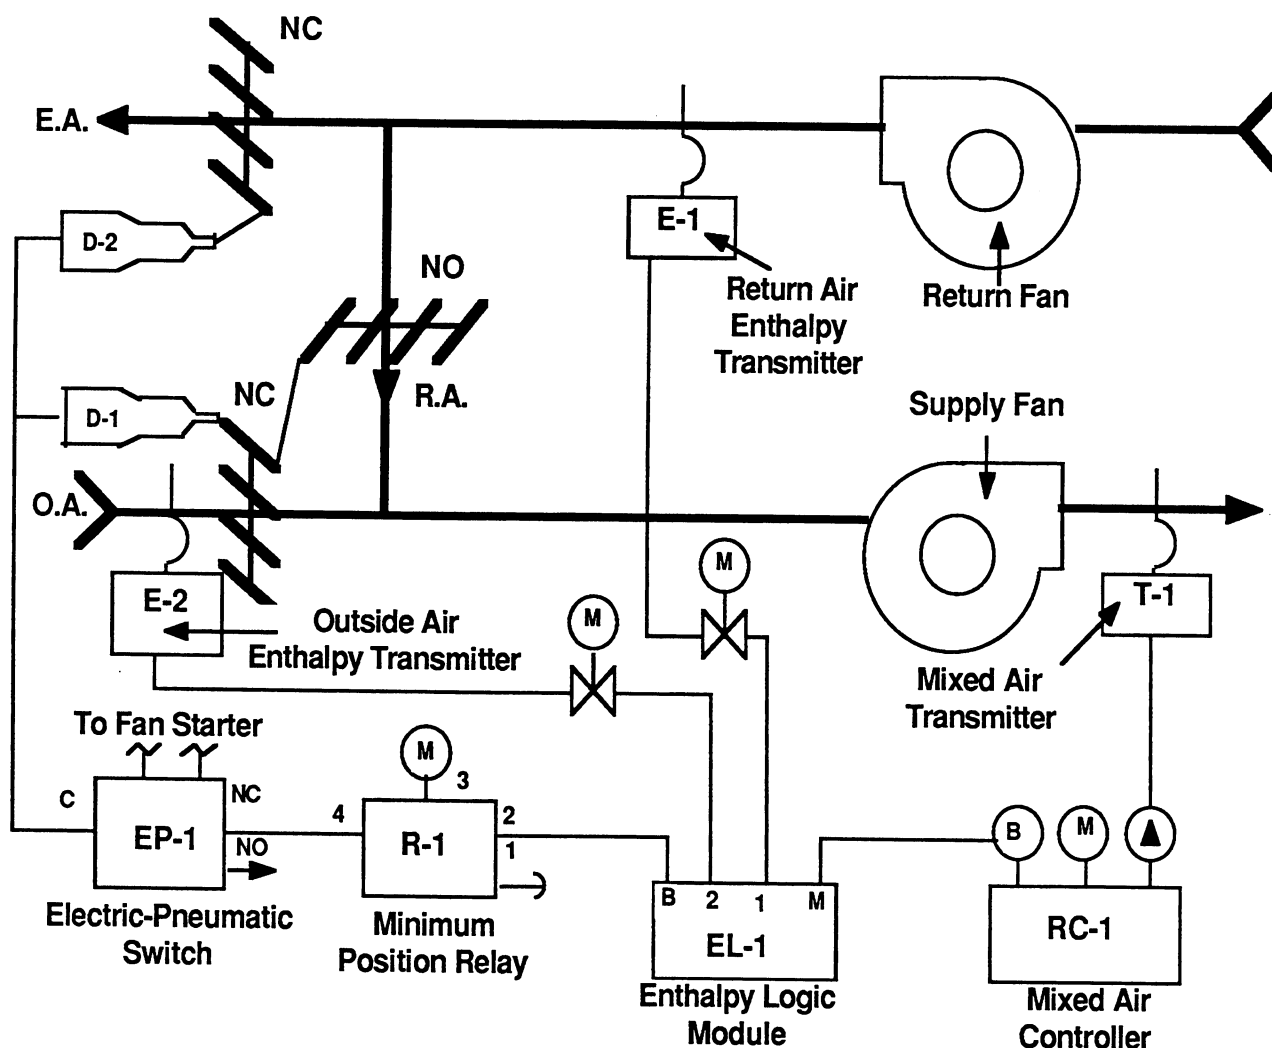 NC
E.A.
E-1
D-2
NO
Return Air
Enthalpy
Transmitter
Return Fan
NC
R.A.
D-1
Supply Fan
O.A.
M
E-2
M
T-1
Outside Air
Enthalpy Transmitter
Mixed Air
Transmitter
To Fan Starter
M
3
C
NC
4
2
EP-1
NO
R-1
1
B
M
B
2
1
M
EL-1
RC-1
Electric-Pneumatic
Switch
Minimum
Position Relay
Enthalpy Logic
Module
Mixed Air
Controller